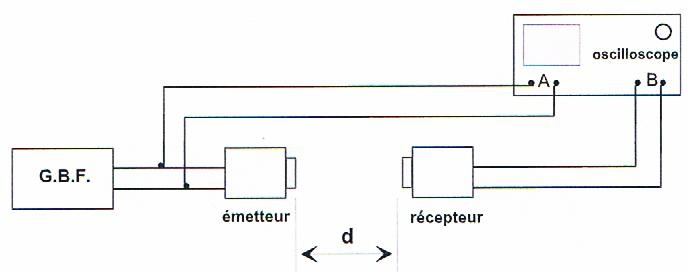 oscilloscope
A
B
G.B.F.
émetteur
récepteur
d